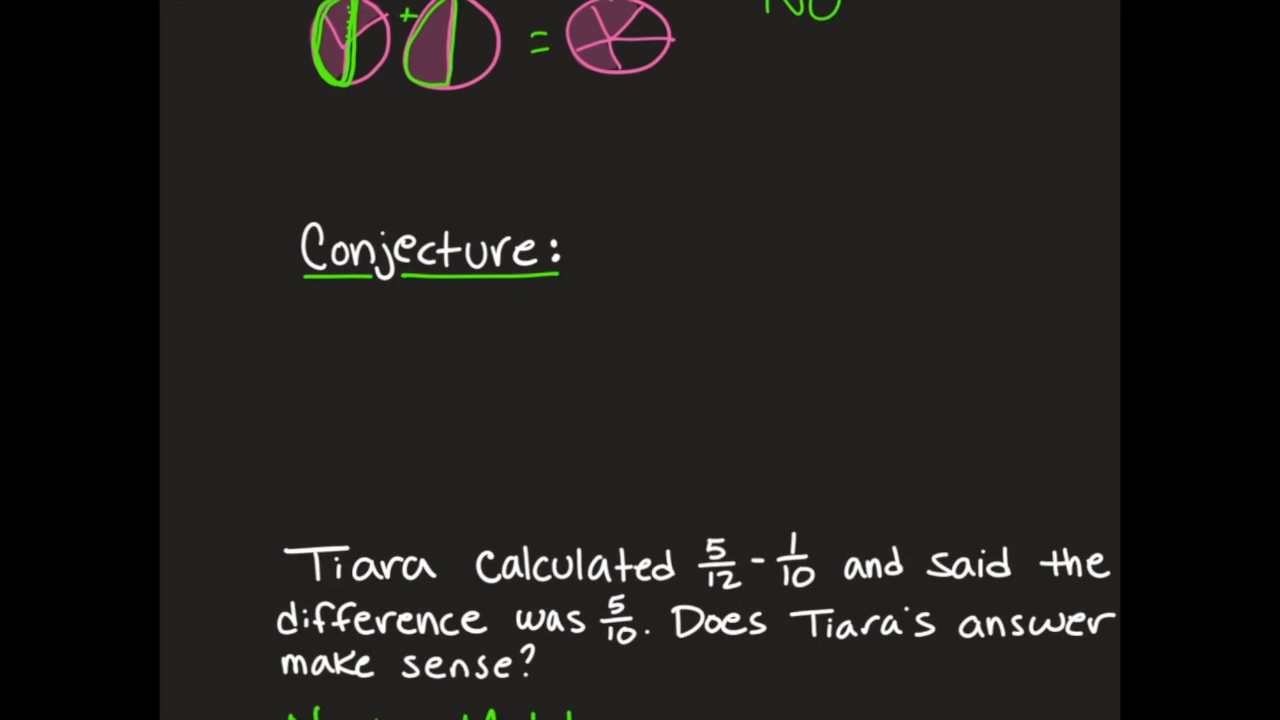 + = NO
Conjecture:
Tiara calculated 5/12 - 1/10 and said the
difference was 5/10. Does Tiara's answer
make sense?